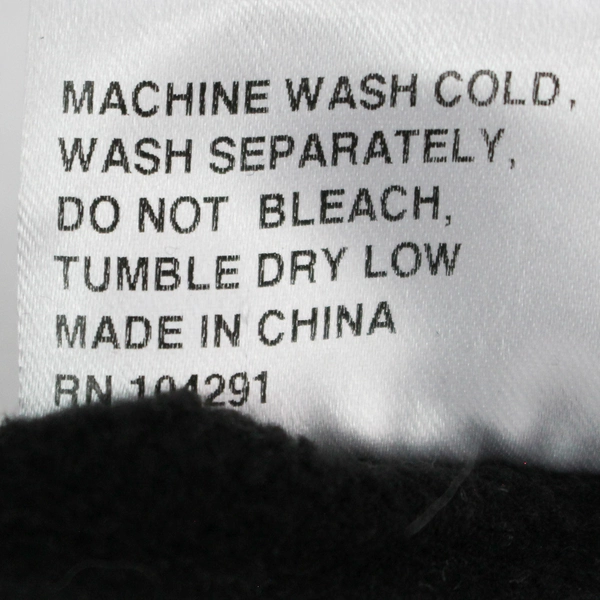 MACHINE WASH COLD,
WASH SEPARATELY,
DO NOT BLEACH,
TUMBLE DRY LOW
MADE IN CHINA
RN 104291